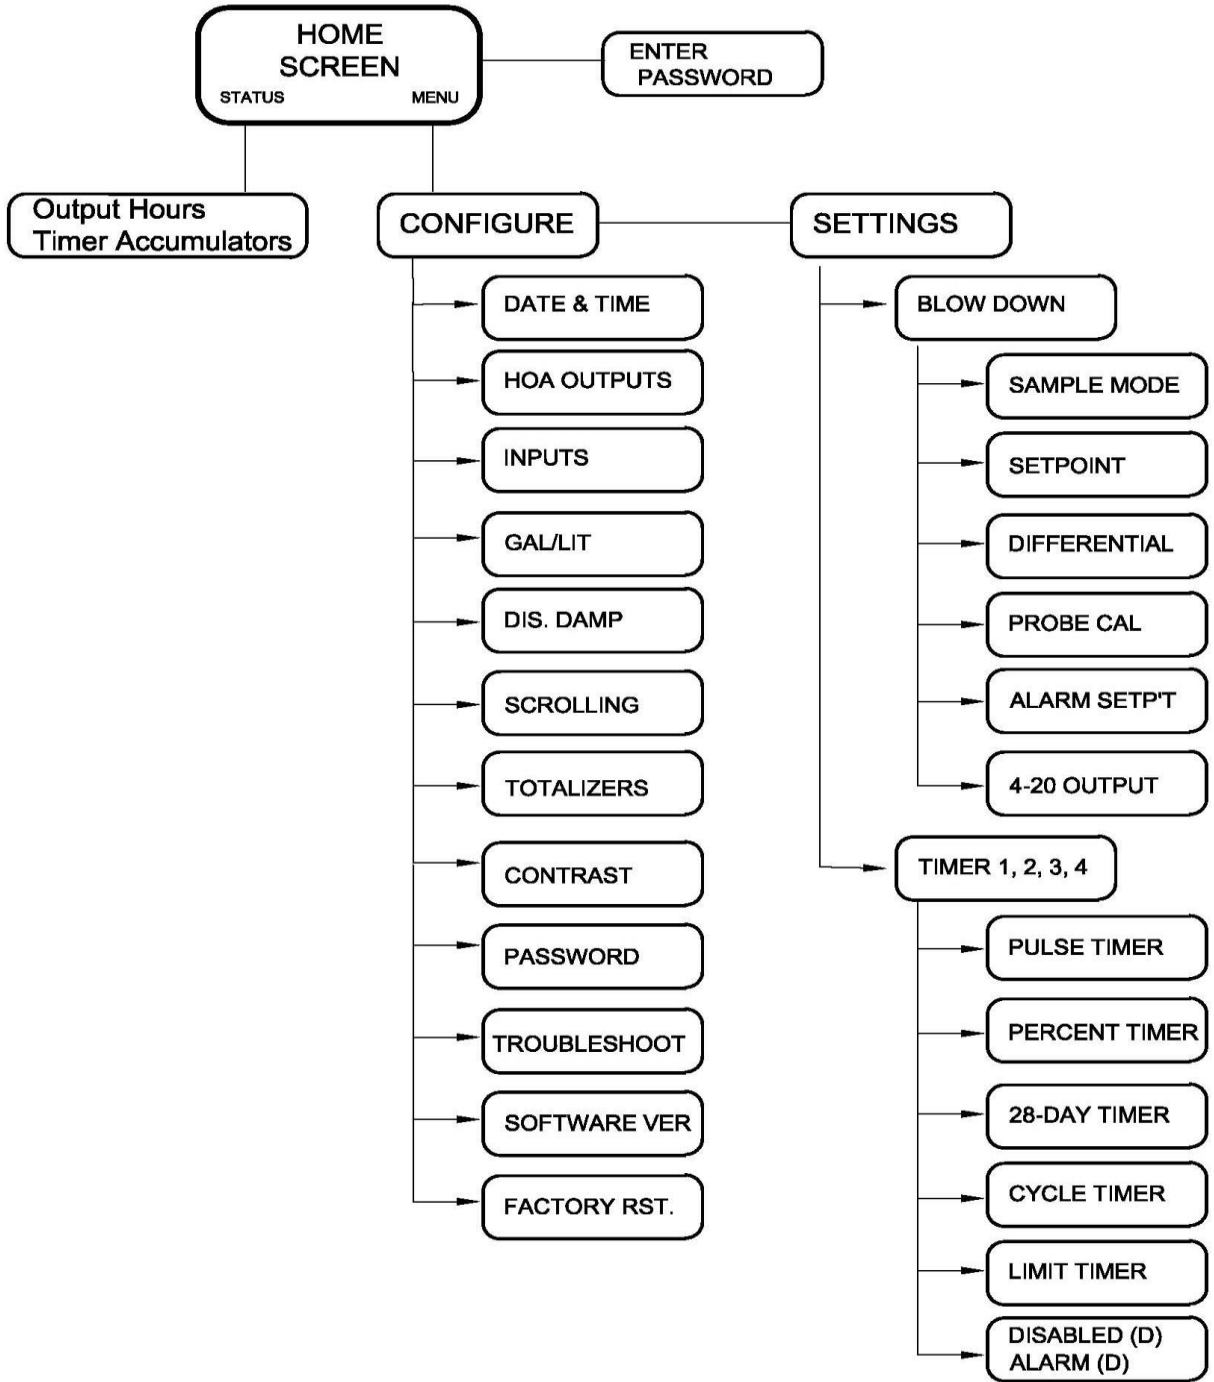 HOME
SCREEN
STATUS
MENU
ENTER
PASSWORD
Output Hours
Timer Accumulators
CONFIGURE
SETTINGS
DATE & TIME
HOA OUTPUTS
INPUTS
GAL/LIT
DIS. DAMP
SCROLLING
TOTALIZERS
CONTRAST
PASSWORD
TROUBLESHOOT
SOFTWARE VER
FACTORY RST.
BLOW DOWN
SAMPLE MODE
SETPOINT
DIFFERENTIAL
PROBE CAL
ALARM SETP'T
4-20 OUTPUT
TIMER 1, 2, 3, 4
PULSE TIMER
PERCENT TIMER
28-DAY TIMER
CYCLE TIMER
LIMIT TIMER
DISABLED (D)
ALARM (D)